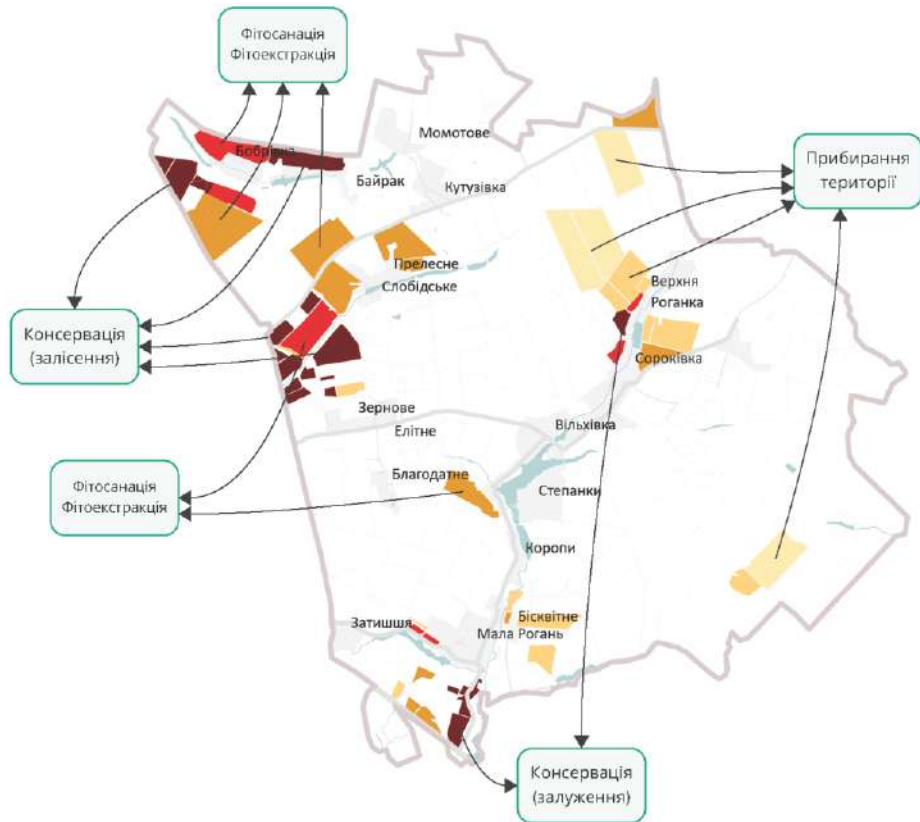 Фітосанація
Фітоекстракція
Момотове
Бобрівка
Байрак
Кутузівка
Прибирання
території
Прелесне
Слобідське
Верхня
Роганка
Консервація
(залісення)
Сороківка
Зернове
Елітне
Вільхівка
Благодатне
Фітосанація
Фітоекстракція
Степанки
Коропи
Бісквітне
Затишшя
Мала Рогань
Консервація
(залуження)